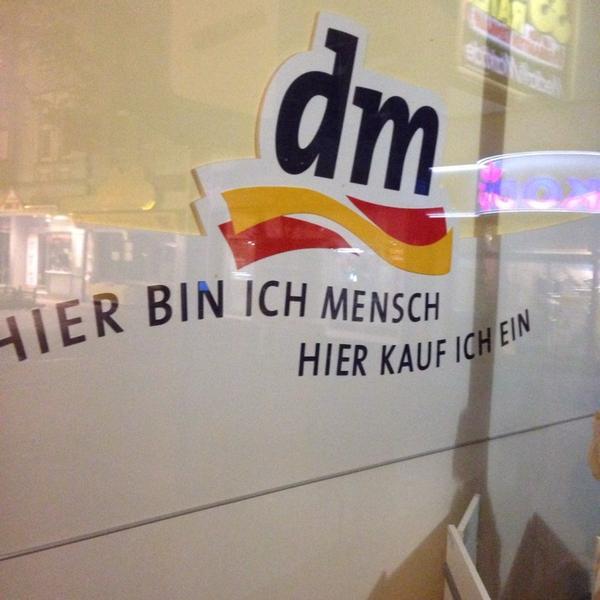 dm
HIER BIN ICH MENSCH
HIER KAUF ICH EIN